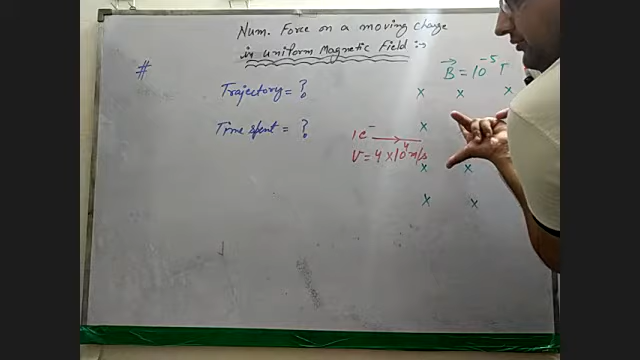 Num. Force on a moving charge
in uniform Magnetic Field :-
#
B⃗ = 10⁻⁵ T
Trajectory = ?
x x x
Time spent = ?
1e⁻ x
V = 4 x 10⁴ m/s
x x
x x